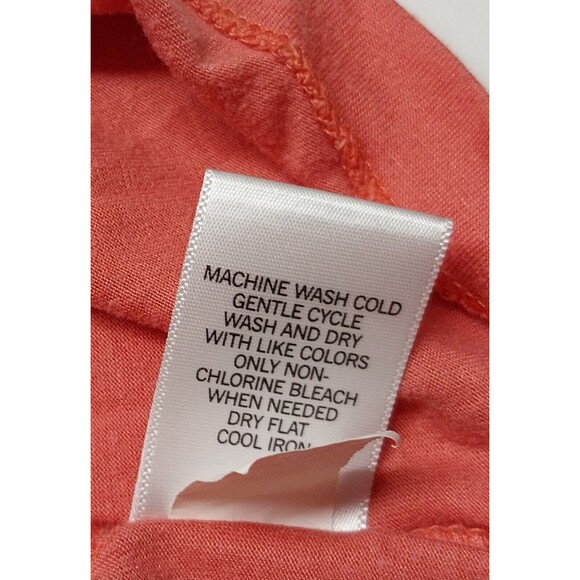 MACHINE WASH COLD
GENTLE CYCLE
WASH AND DRY
WITH LIKE COLORS
ONLY NON-
CHLORINE BLEACH
WHEN NEEDED
DRY FLAT
COOL IRON